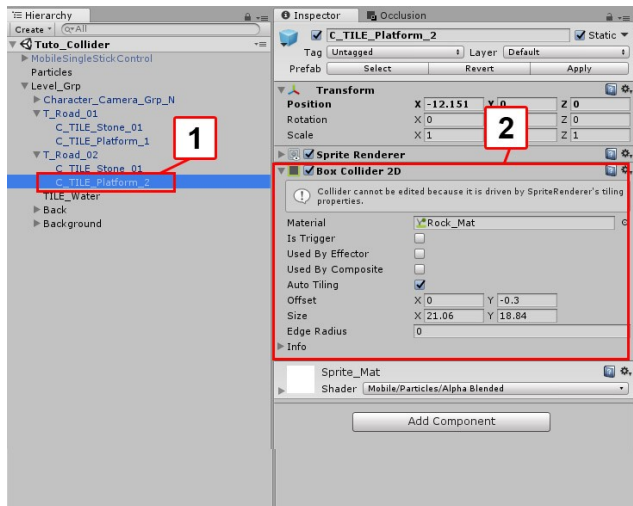 Hierarchy
Create
Q▾All
Tuto_Collider
MobileSingleStickControl
Particles
Level_Grp
Character_Camera_Grp_N
T_Road_01
C_TILE_Stone_01
C_TILE_Platform_1
T_Road_02
C_TILE_Stone_01
C_TILE_Platform_2
TILE_Water
Back
Background
1
Inspector Occlusion
C_TILE_Platform_2 Static
Tag Untagged Layer Default
Prefab Select Revert Apply
Transform
Position X -12.151 Y 0 Z 0
Rotation X 0 Z 0
Scale X 1 Z 1
2
Sprite Renderer
Box Collider 2D
Collider cannot be edited because it is driven by SpriteRenderer's tiling
properties.
Material Rock_Mat
Is Trigger
Used By Effector
Used By Composite
Auto Tiling
Offset X 0 Y -0.3
Size X 21.06 Y 18.84
Edge Radius 0
Info
Sprite_Mat
Shader Mobile/Particles/Alpha Blended
Add Component